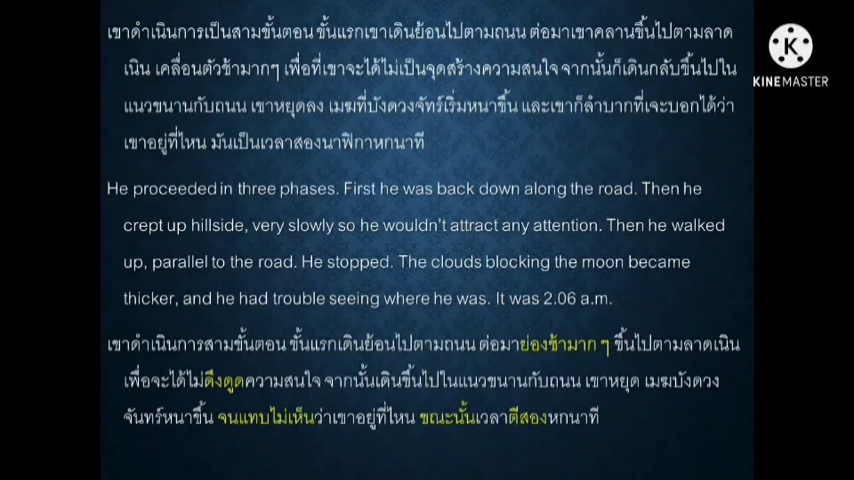 เขาดำเนินการเป็นสามขั้นตอน ขั้นแรกเขาเดินย้อนไปตามถนน ต่อมาเขาคลานขึ้นไปตามลาด
เนิน เคลื่อนตัวช้ามากๆ เพื่อที่เขาจะได้ไม่เป็นจุดสร้างความสนใจ จากนั้นก็เดินกลับขึ้นไปใน
แนวขนานกับถนน เขาหยุดลง เมฆที่บังดวงจัทร์เริ่มหนาขึ้น และเขาก็ลำบากที่เจะบอกได้ว่า
เขาอยู่ที่ไหน มันเป็นเวลาสองนาฬิกาหกนาที
K
KINEMASTER
He proceeded in three phases. First he was back down along the road. Then he
crept up hillside, very slowly so he wouldn't attract any attention. Then he walked
up, parallel to the road. He stopped. The clouds blocking the moon became
thicker, and he had trouble seeing where he was. It was 2.06 a.m.
เขาดำเนินการสามขั้นตอน ขั้นแรกเดินย้อนไปตามถนน ต่อมาย่องช้ามาก ๆ ขึ้นไปตามลาดเนิน
เพื่อจะได้ไม่ดึงดูดความสนใจ จากนั้นเดินขึ้นไปในแนวขนานกับถนน เขาหยุด เมฆบังดวง
จันทร์หนาขึ้น จนแทบไม่เห็นว่าเขาอยู่ที่ไหน ขณะนั้นเวลาตีสองหกนาที